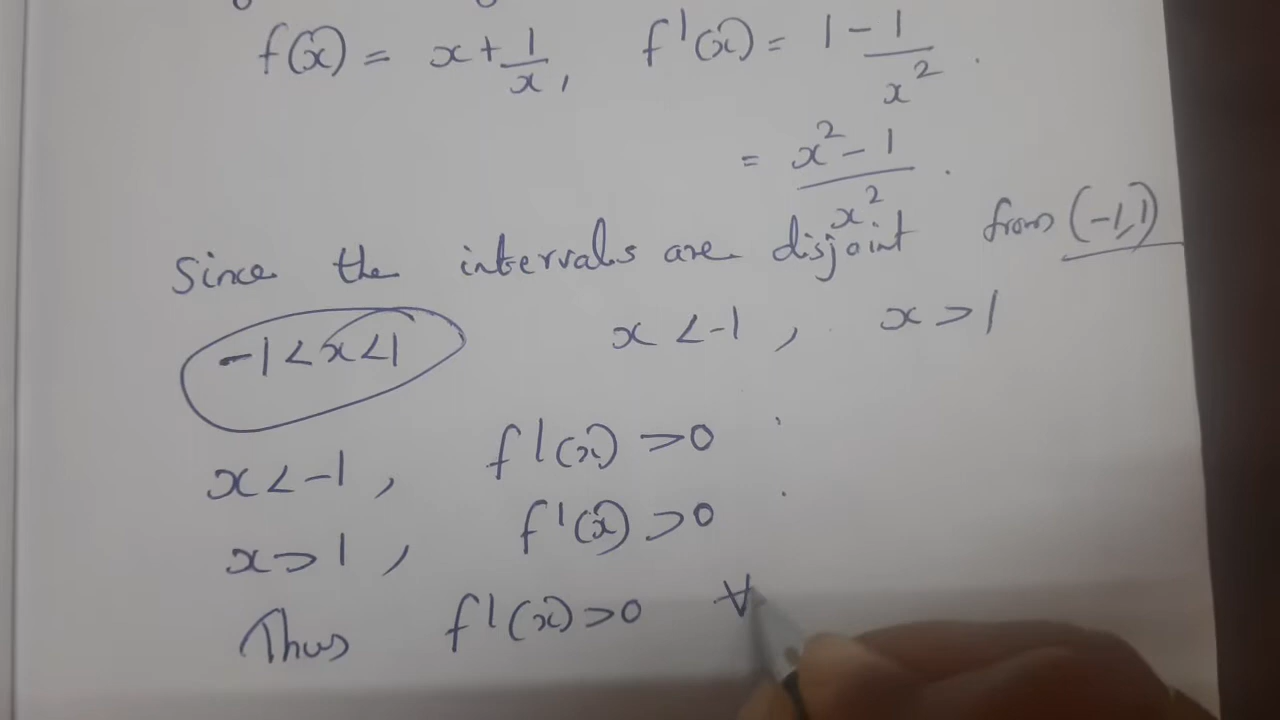 f(x) = x + 1/x, f'(x) = 1 - 1/x² .
= x² - 1 / x² .
Since the intervals are disjoint from (-1, 1)
-1 < x < 1 x < -1 , x > 1
x < -1 , f'(x) > 0
x > 1 , f'(x) > 0
Thus f'(x) > 0 ∀